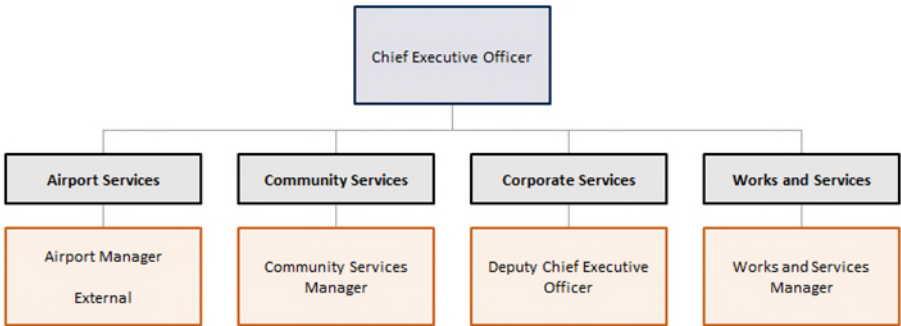 Chief Executive Officer
Airport Services
Community Services
Corporate Services
Works and Services
Airport Manager
External
Community Services
Manager
Deputy Chief Executive
Officer
Works and Services
Manager